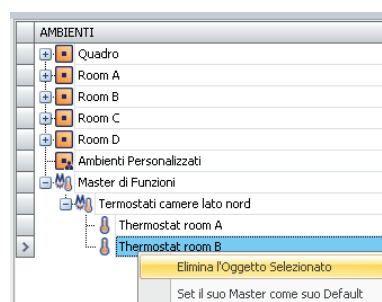 AMBIENTI
Quadro
Room A
Room B
Room C
Room D
Ambienti Personalizzati
Master di Funzioni
Termostati camere lato nord
Thermostat room A
Thermostat room B
Elimina l'Oggetto Selezionato
Set il suo Master come suo Default